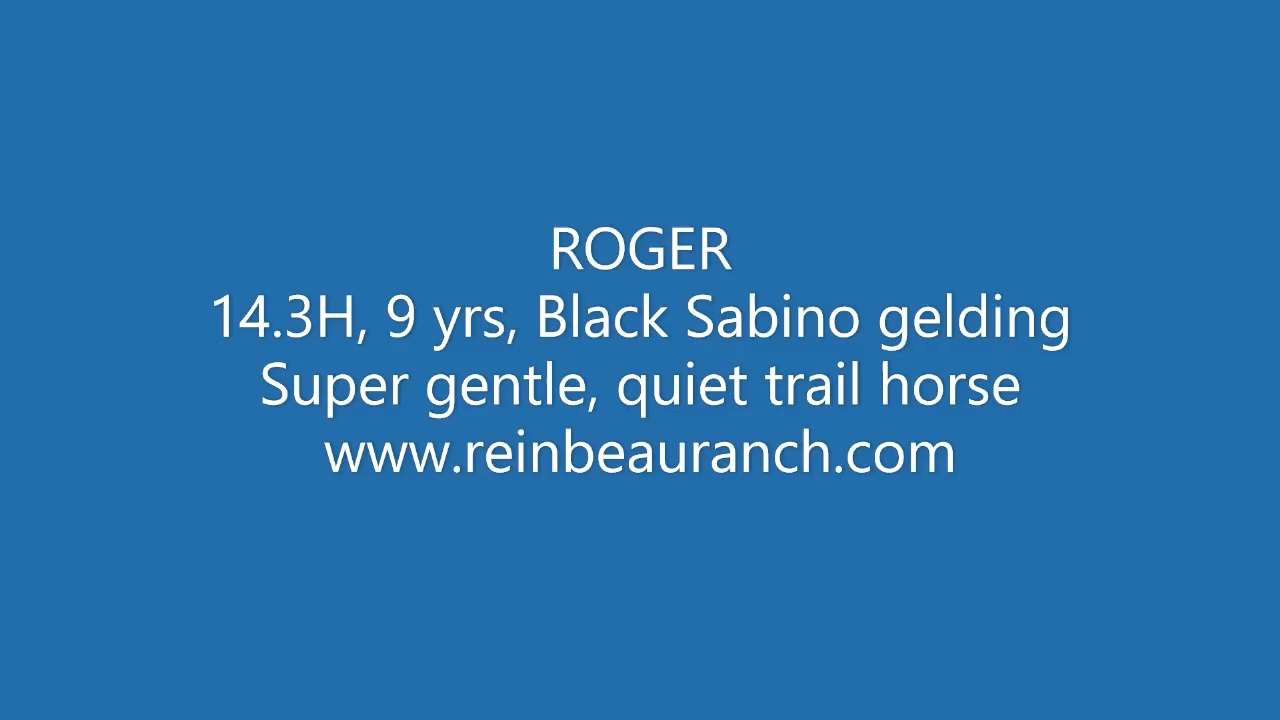 ROGER
14.3H, 9 yrs, Black Sabino gelding
Super gentle, quiet trail horse
www.reinbeauranch.com